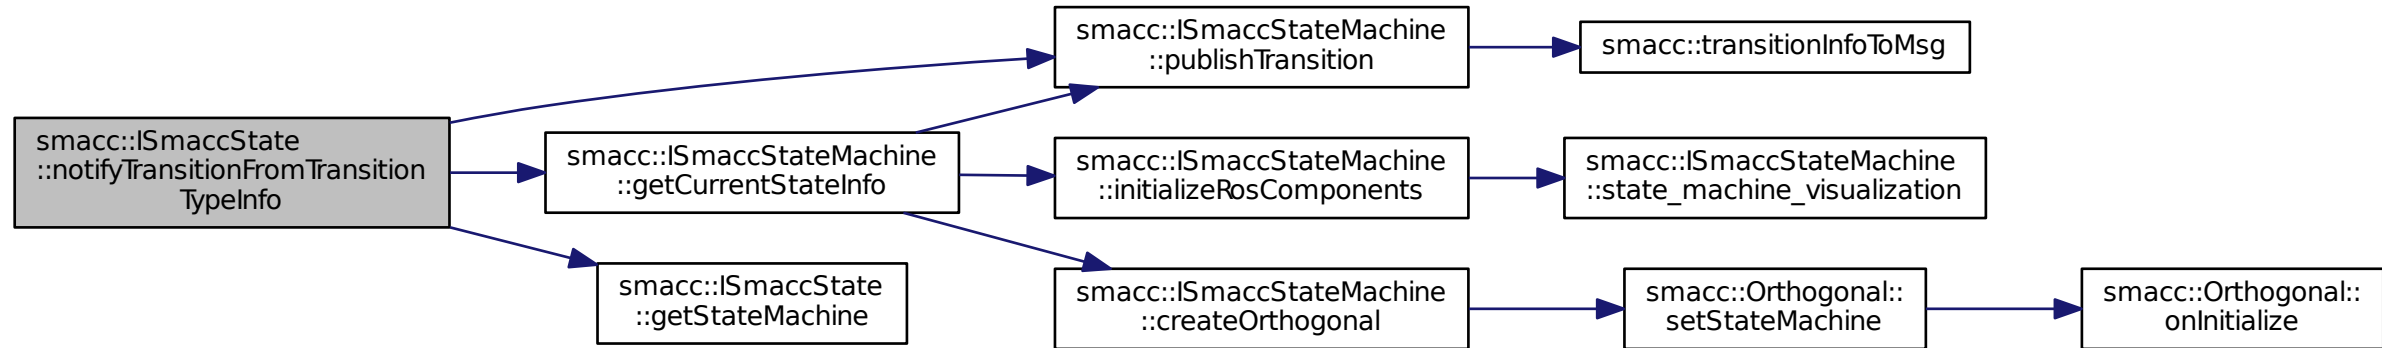 smacc::ISmaccState
::notifyTransitionFromTransition
TypeInfo
smacc::ISmaccStateMachine
::publishTransition
smacc::transitionInfoToMsg
smacc::ISmaccStateMachine
::getCurrentStateInfo
smacc::ISmaccStateMachine
::initializeRosComponents
smacc::ISmaccStateMachine
::state_machine_visualization
smacc::ISmaccState
::getStateMachine
smacc::ISmaccStateMachine
::createOrthogonal
smacc::Orthogonal::
setStateMachine
smacc::Orthogonal::
onInitialize